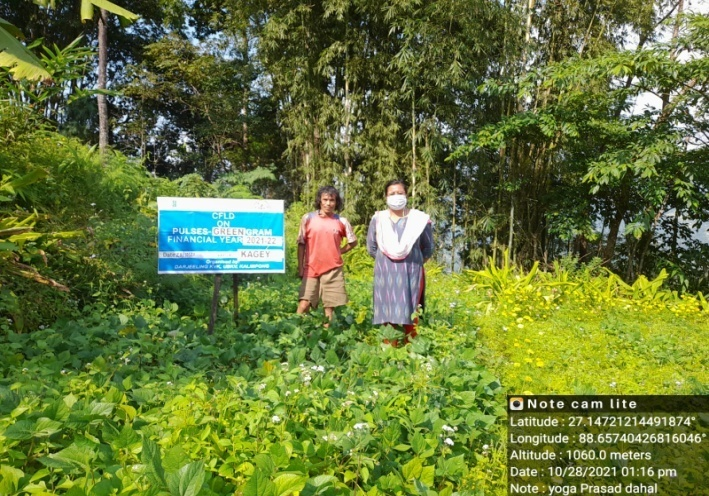 CFLD
ON
PULSES-GREENGRAM
FINANCIAL YEAR 2021-22
KAGEY
DARJEELING KVK, UBKV, KALIMPONG
Note cam lite
Latitude : 27.14721214491874°
Longitude : 88.65740426816046°
Altitude : 1060.0 meters
Date : 10/28/2021 01:16 pm
Note : yoga Prasad dahal